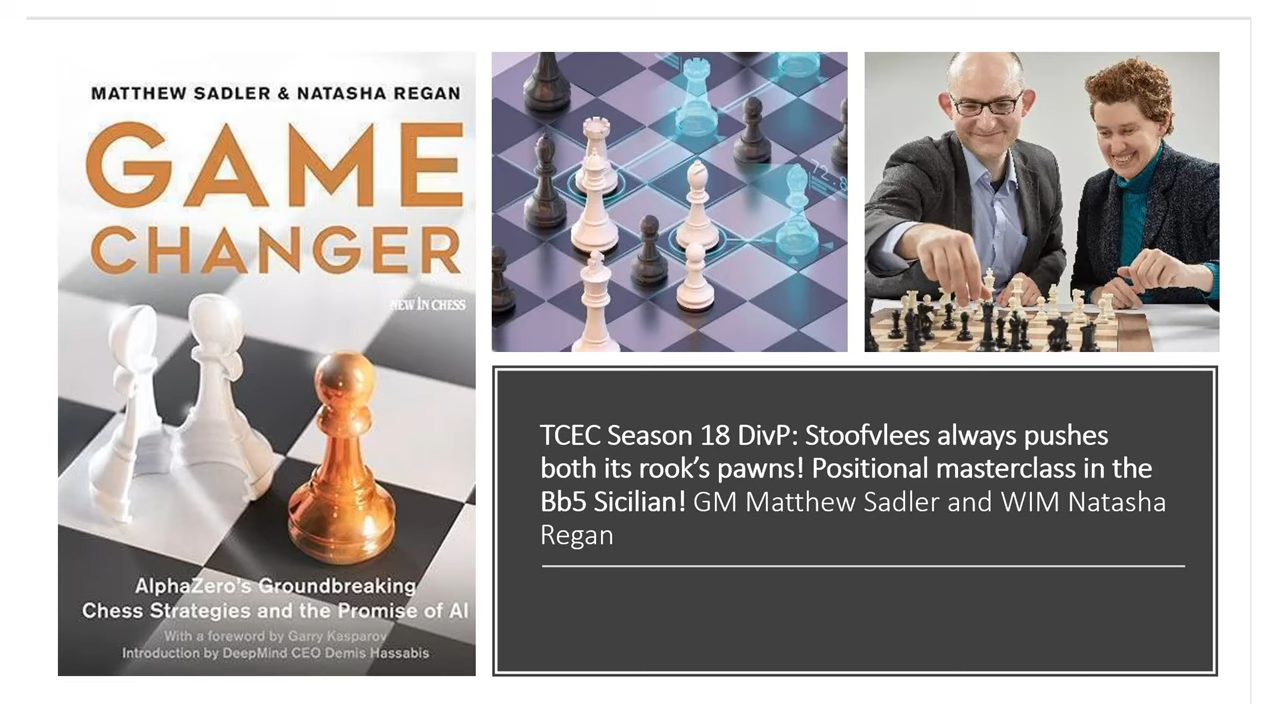 MATTHEW SADLER & NATASHA REGAN
GAME
CHANGER
NEW IN CHESS
AlphaZero's Groundbreaking
Chess Strategies and the Promise of AI
With a foreword by Garry Kasparov
Introduction by DeepMind CEO Demis Hassabis
TCEC Season 18 DivP: Stoofvlees always pushes
both its rook's pawns! Positional masterclass in the
Bb5 Sicilian! GM Matthew Sadler and WIM Natasha
Regan